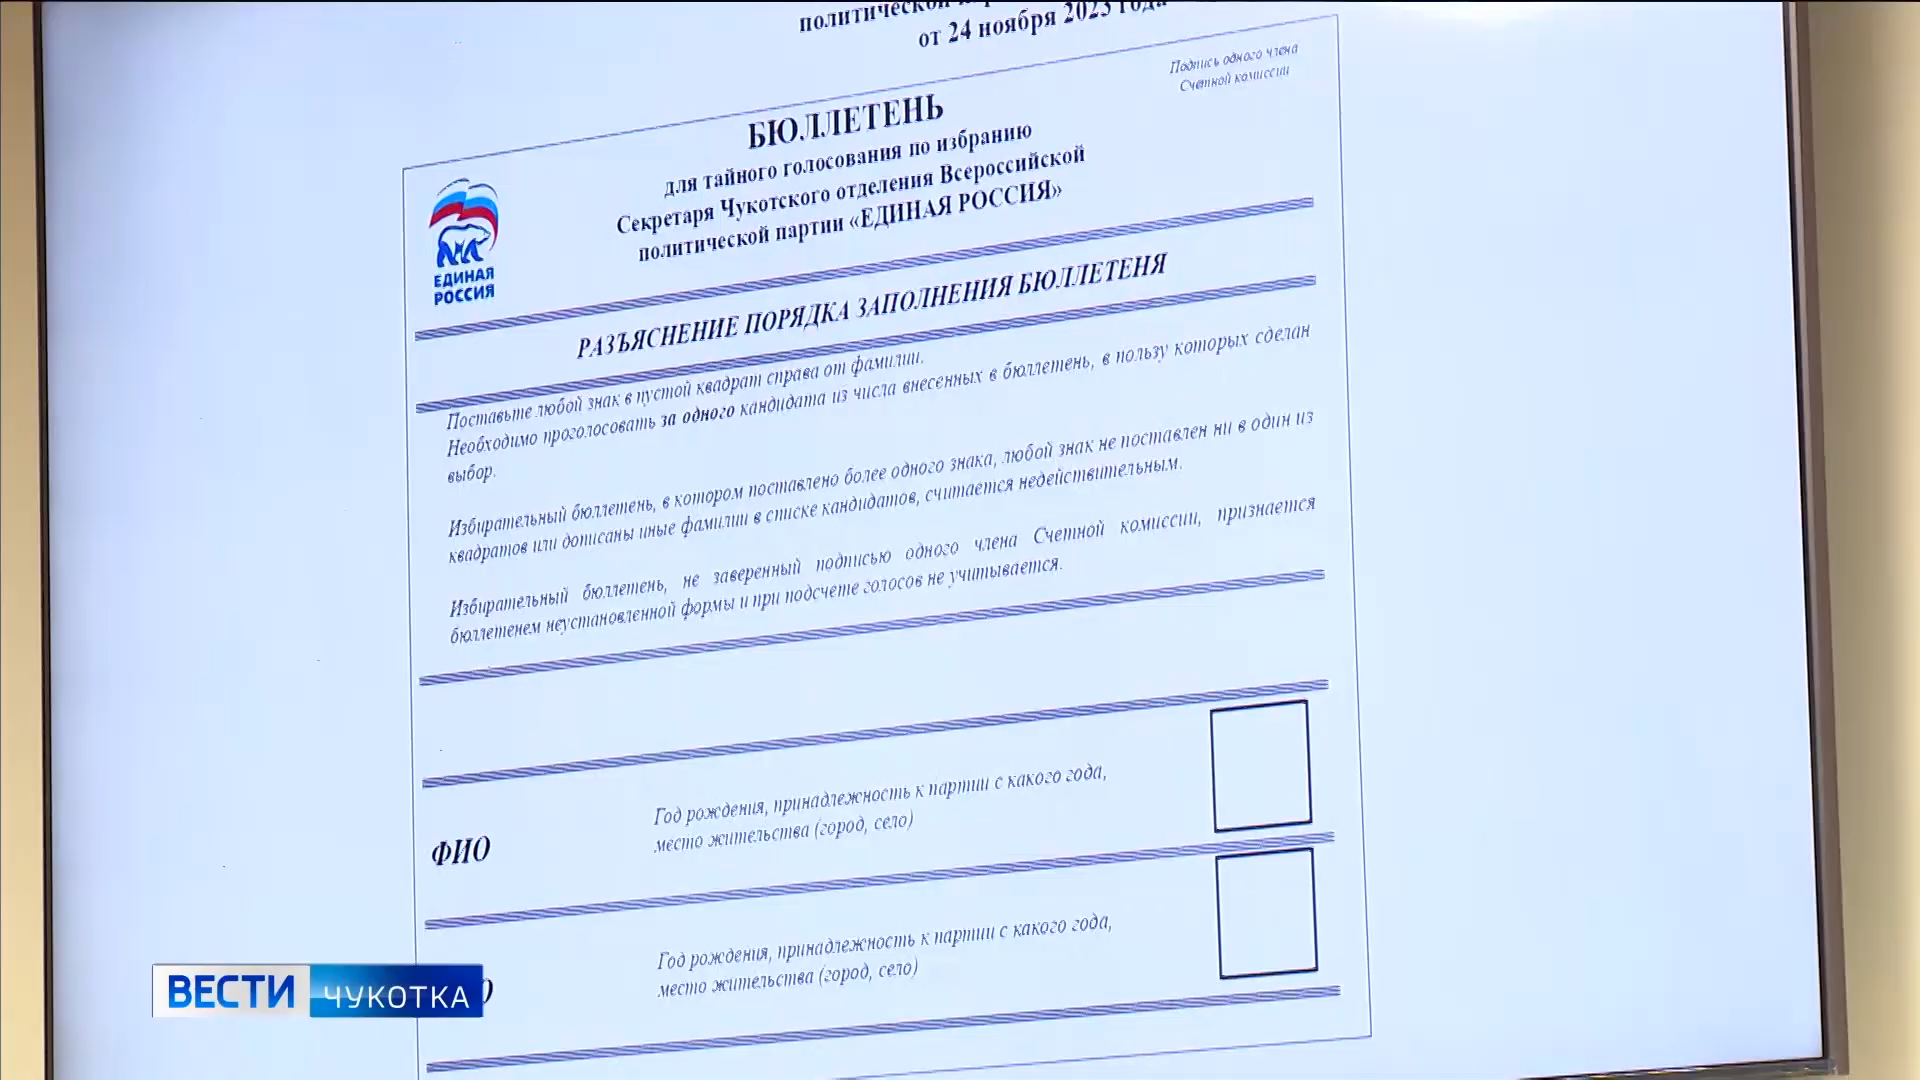 политической
от 24 ноября 2023 года
Подпись одного члена
Счетной комиссии
БЮЛЛЕТЕНЬ
для тайного голосования по избранию
Секретаря Чукотского отделения Всероссийской
политической партии «ЕДИНАЯ РОССИЯ»
ЕДИНАЯ
РОССИЯ
РАЗЪЯСНЕНИЕ ПОРЯДКА ЗАПОЛНЕНИЯ БЮЛЛЕТЕНЯ
Поставьте любой знак в пустой квадрат справа от фамилии.
Необходимо проголосовать за одного кандидата из числа внесенных в бюллетень, в пользу которых сделан
выбор.
Избирательный бюллетень, в котором поставлено более одного знака, любой знак не поставлен ни в один из
квадратов или дописаны иные фамилии в списке кандидатов, считается недействительным.
Избирательный бюллетень, не заверенный подписью одного члена Счетной комиссии, признается
бюллетенем неустановленной формы и при подсчете голосов не учитывается.
ФИО
Год рождения, принадлежность к партии с какого года,
место жительства (город, село)
Год рождения, принадлежность к партии с какого года,
место жительства (город, село)
ВЕСТИ ЧУКОТКА